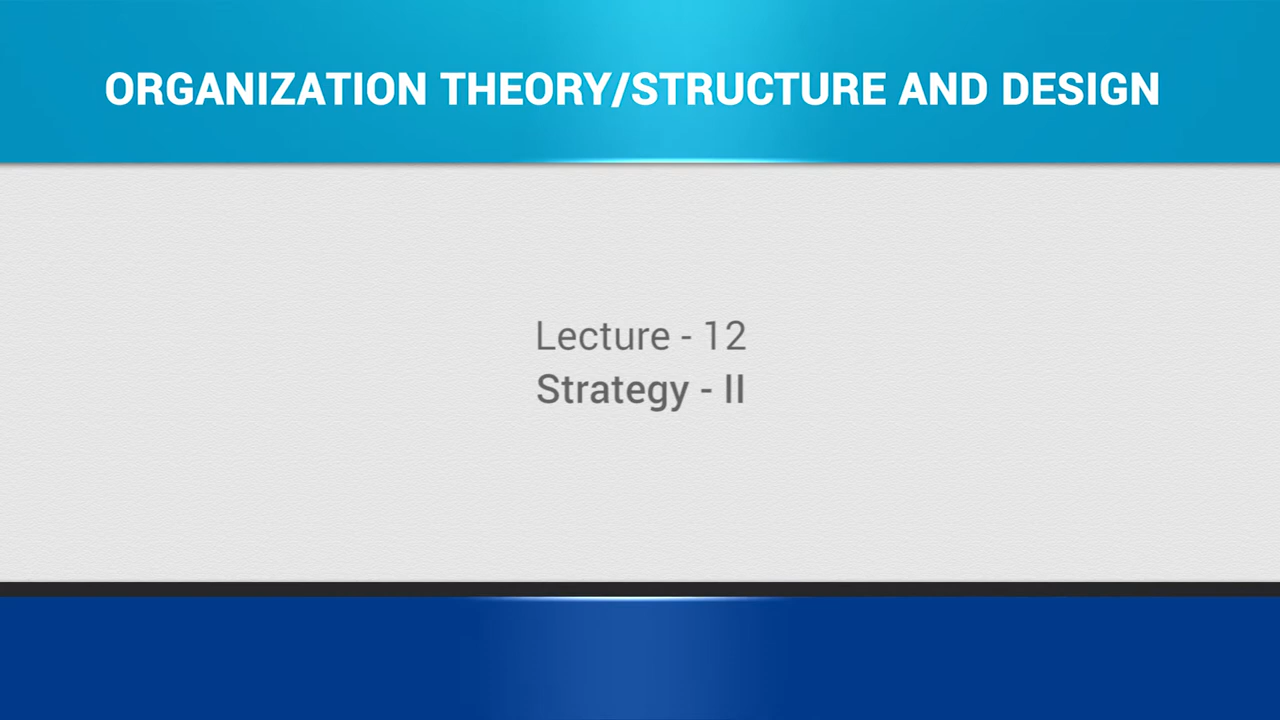 ORGANIZATION THEORY/STRUCTURE AND DESIGN
Lecture - 12
Strategy - II